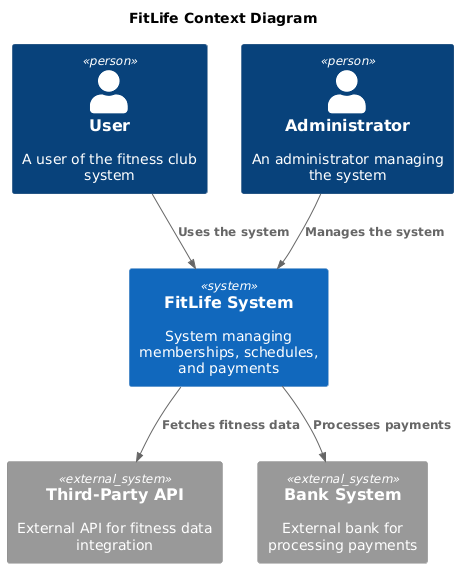 FitLife Context Diagram
«person»
User
A user of the fitness club
system
«person»
Administrator
An administrator managing
the system
Uses the system
Manages the system
«system»
FitLife System
System managing
memberships, schedules,
and payments
Fetches fitness data
Processes payments
«external_system»
Third-Party API
External API for fitness data
integration
«external_system»
Bank System
External bank for
processing payments